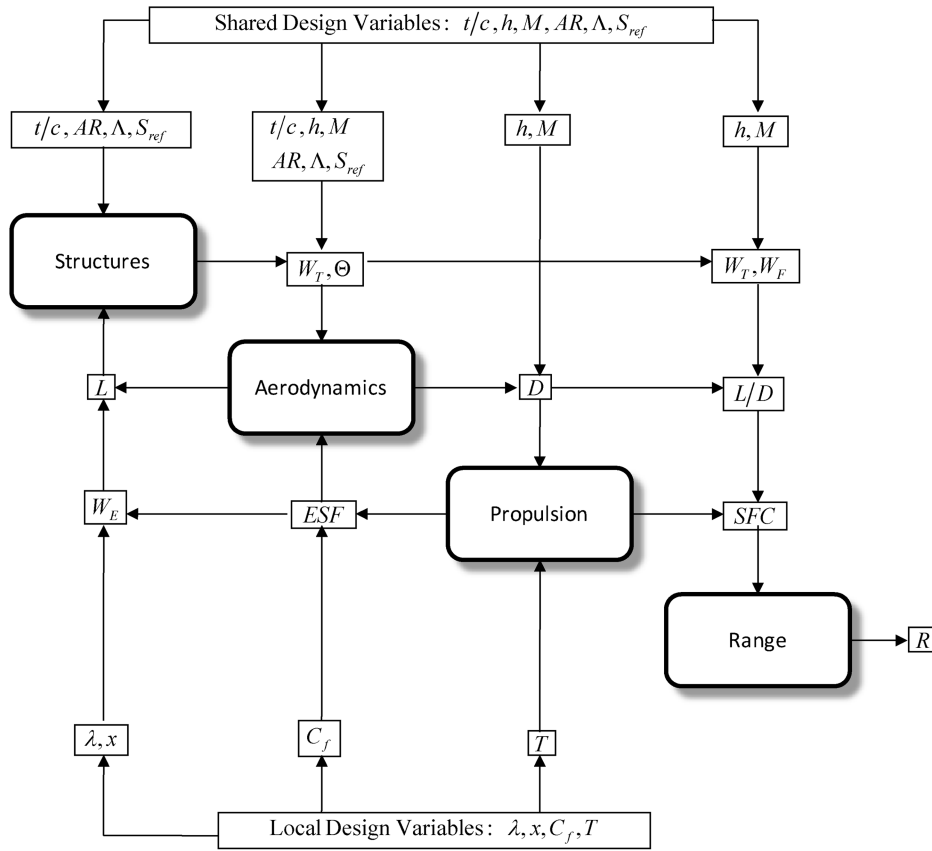 Shared Design Variables: t/c, h, M, AR, Λ, S_ref
t/c, AR, Λ, S_ref
t/c, h, M
AR, Λ, S_ref
h, M
h, M
Structures
W_T, Θ
W_T, W_F
L
Aerodynamics
D
L/D
W_E
ESF
Propulsion
SFC
Range
R
λ, x
C_f
T
Local Design Variables: λ, x, C_f, T